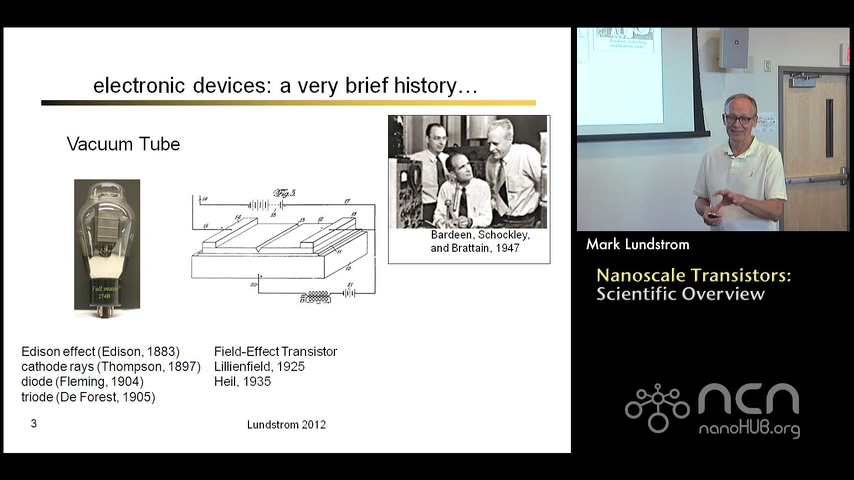 electronic devices: a very brief history…
Vacuum Tube
Fig. 3.
Bardeen, Schockley,
and Brattain, 1947
Edison effect (Edison, 1883)
cathode rays (Thompson, 1897)
diode (Fleming, 1904)
triode (De Forest, 1905)
Field-Effect Transistor
Lillienfield, 1925
Heil, 1935
3
Lundstrom 2012
Mark Lundstrom
Nanoscale Transistors:
Scientific Overview
ncn
nanoHUB.org